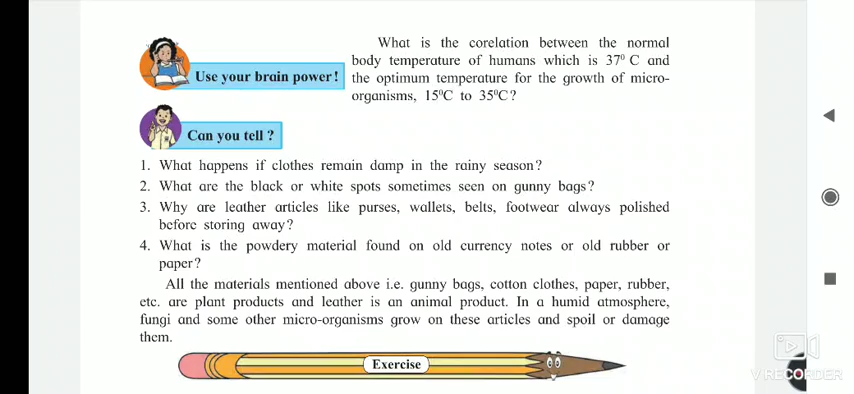 What is the corelation between the normal
body temperature of humans which is 37⁰ C and
Use your brain power !
the optimum temperature for the growth of micro-
organisms, 15⁰C to 35⁰C?
Can you tell ?
1. What happens if clothes remain damp in the rainy season?
2. What are the black or white spots sometimes seen on gunny bags?
3. Why are leather articles like purses, wallets, belts, footwear always polished
before storing away?
4. What is the powdery material found on old currency notes or old rubber or
paper?
All the materials mentioned above i.e. gunny bags, cotton clothes, paper, rubber,
etc. are plant products and leather is an animal product. In a humid atmosphere,
fungi and some other micro-organisms grow on these articles and spoil or damage
them.
Exercise
VRECORDER